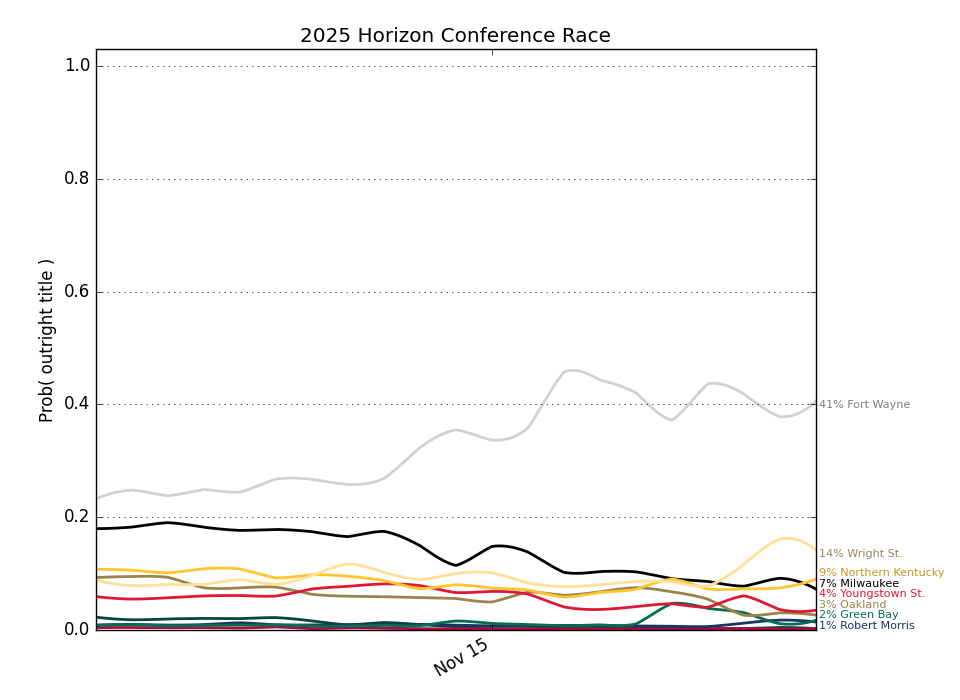 2025 Horizon Conference Race
1.0
0.8
0.6
0.4
0.2
0.0
Prob( outright title )
Nov 15
41% Fort Wayne
14% Wright St.
9% Northern Kentucky
7% Milwaukee
4% Youngstown St.
3% Oakland
2% Green Bay
1% Robert Morris